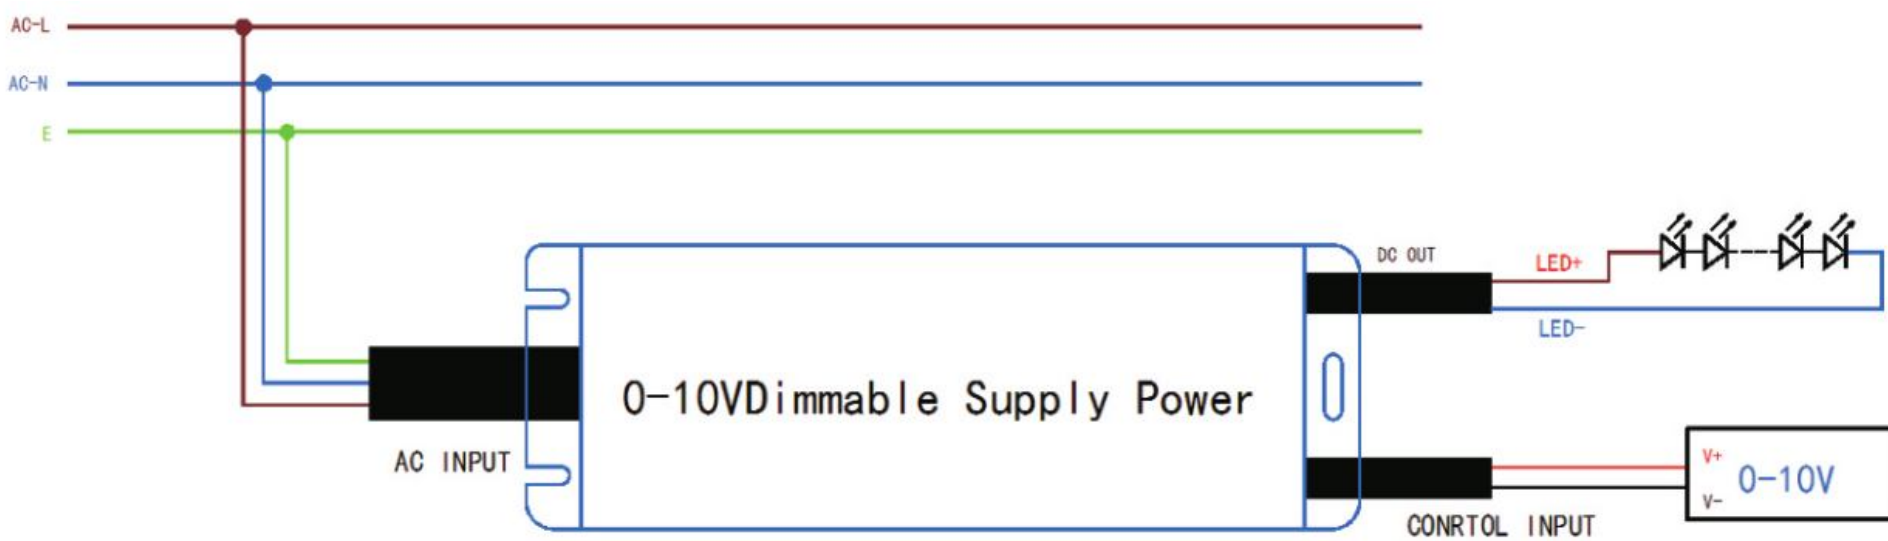 AC-L
AC-N
E
DC OUT
LED+
LED-
0-10VDimmable Supply Power
AC INPUT
V+
0-10V
V-
CONRTOL INPUT